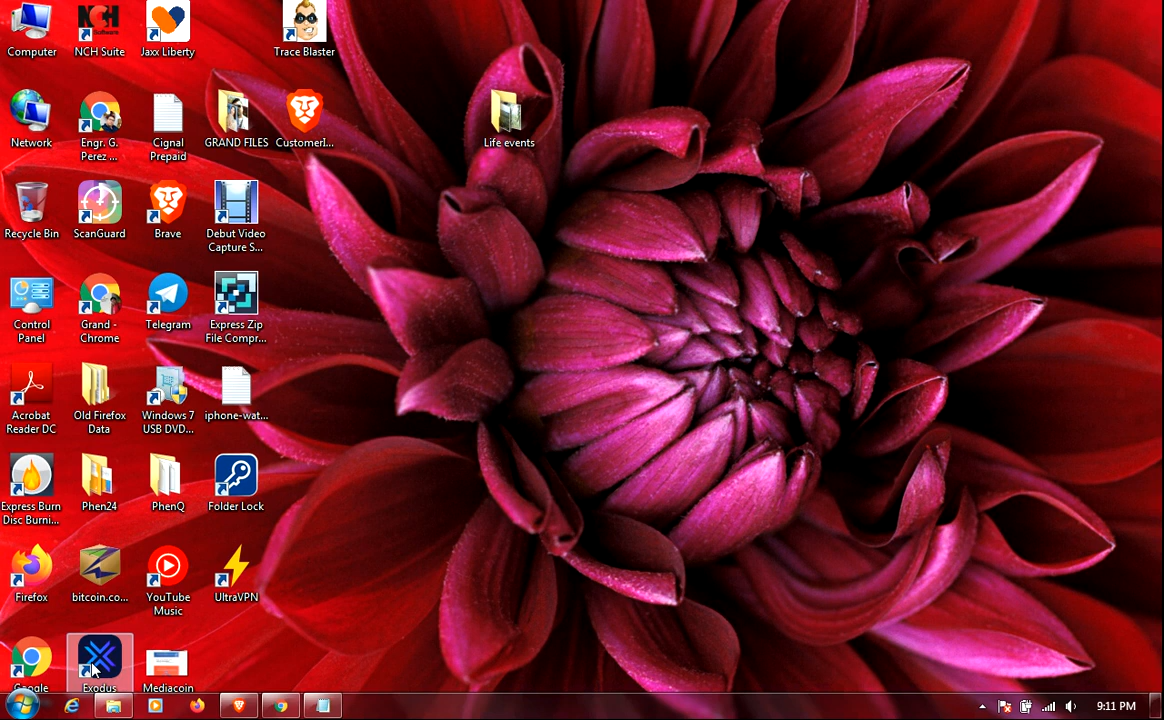 Computer
NCH Suite
Jaxx Liberty
Trace Blaster
Network
Engr. G.
Perez ...
Cignal
Prepaid
GRAND FILES
CustomerI...
Life events
Recycle Bin
ScanGuard
Brave
Debut Video
Capture S...
Control
Panel
Grand -
Chrome
Telegram
Express Zip
File Compr...
Acrobat
Reader DC
Old Firefox
Data
Windows 7
USB DVD...
iphone-wat...
Express Burn
Disc Burni...
Phen24
PhenQ
Folder Lock
Firefox
bitcoin.co...
YouTube
Music
UltraVPN
Google
Exodus
Mediacoin
9:11 PM